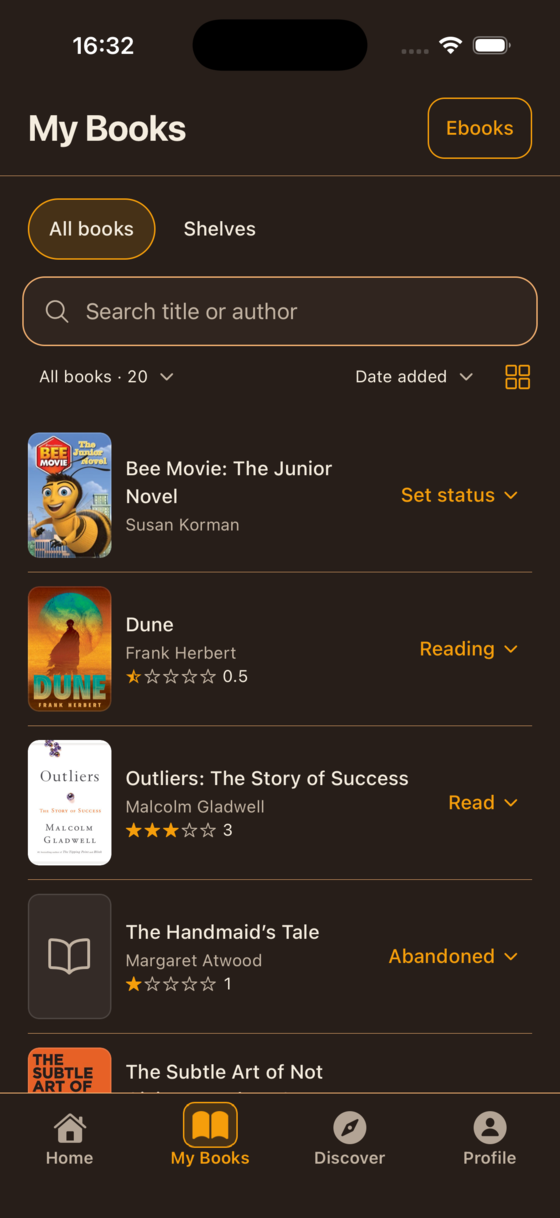 16:32
My Books
Ebooks
All books
Shelves
Search title or author
All books · 20
Date added
BEE MOVIE
The Junior Novel
Bee Movie: The Junior
Novel
Susan Korman
Set status
DUNE
FRANK HERBERT
Dune
Frank Herbert
0.5
Reading
Outliers
THE STORY OF SUCCESS
MALCOLM
GLADWELL
Outliers: The Story of Success
Malcolm Gladwell
3
Read
The Handmaid's Tale
Margaret Atwood
1
Abandoned
THE
SUBTLE
ART OF
The Subtle Art of Not
Home
My Books
Discover
Profile